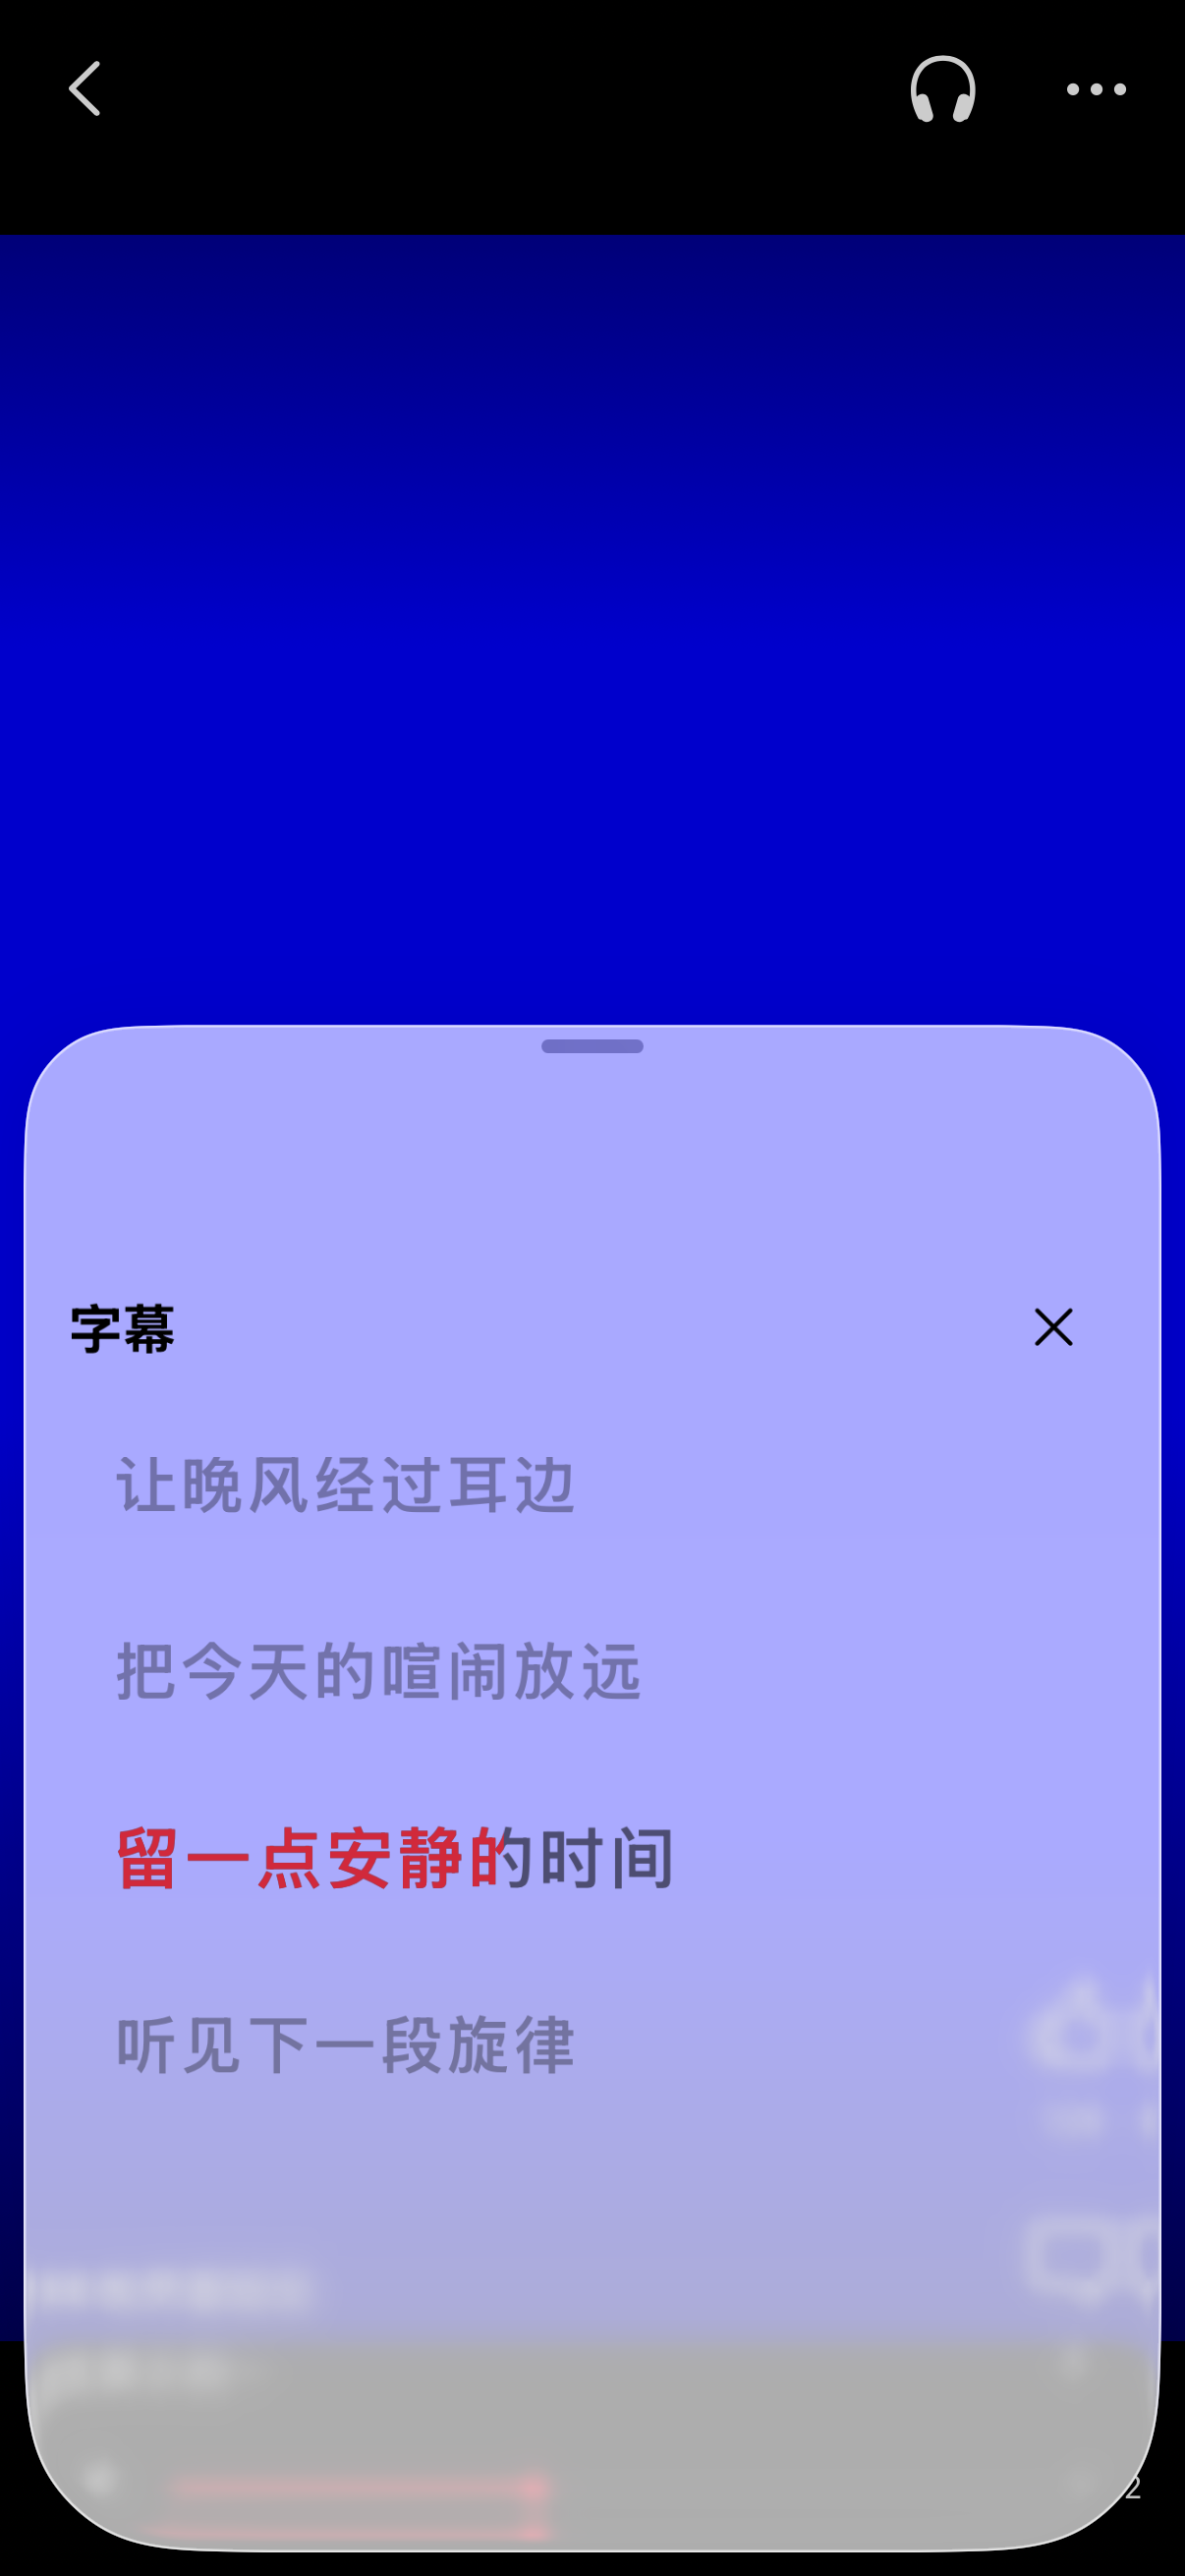 字幕
让晚风经过耳边
把今天的喧闹放远
留一点安静的时间
听见下一段旋律
2